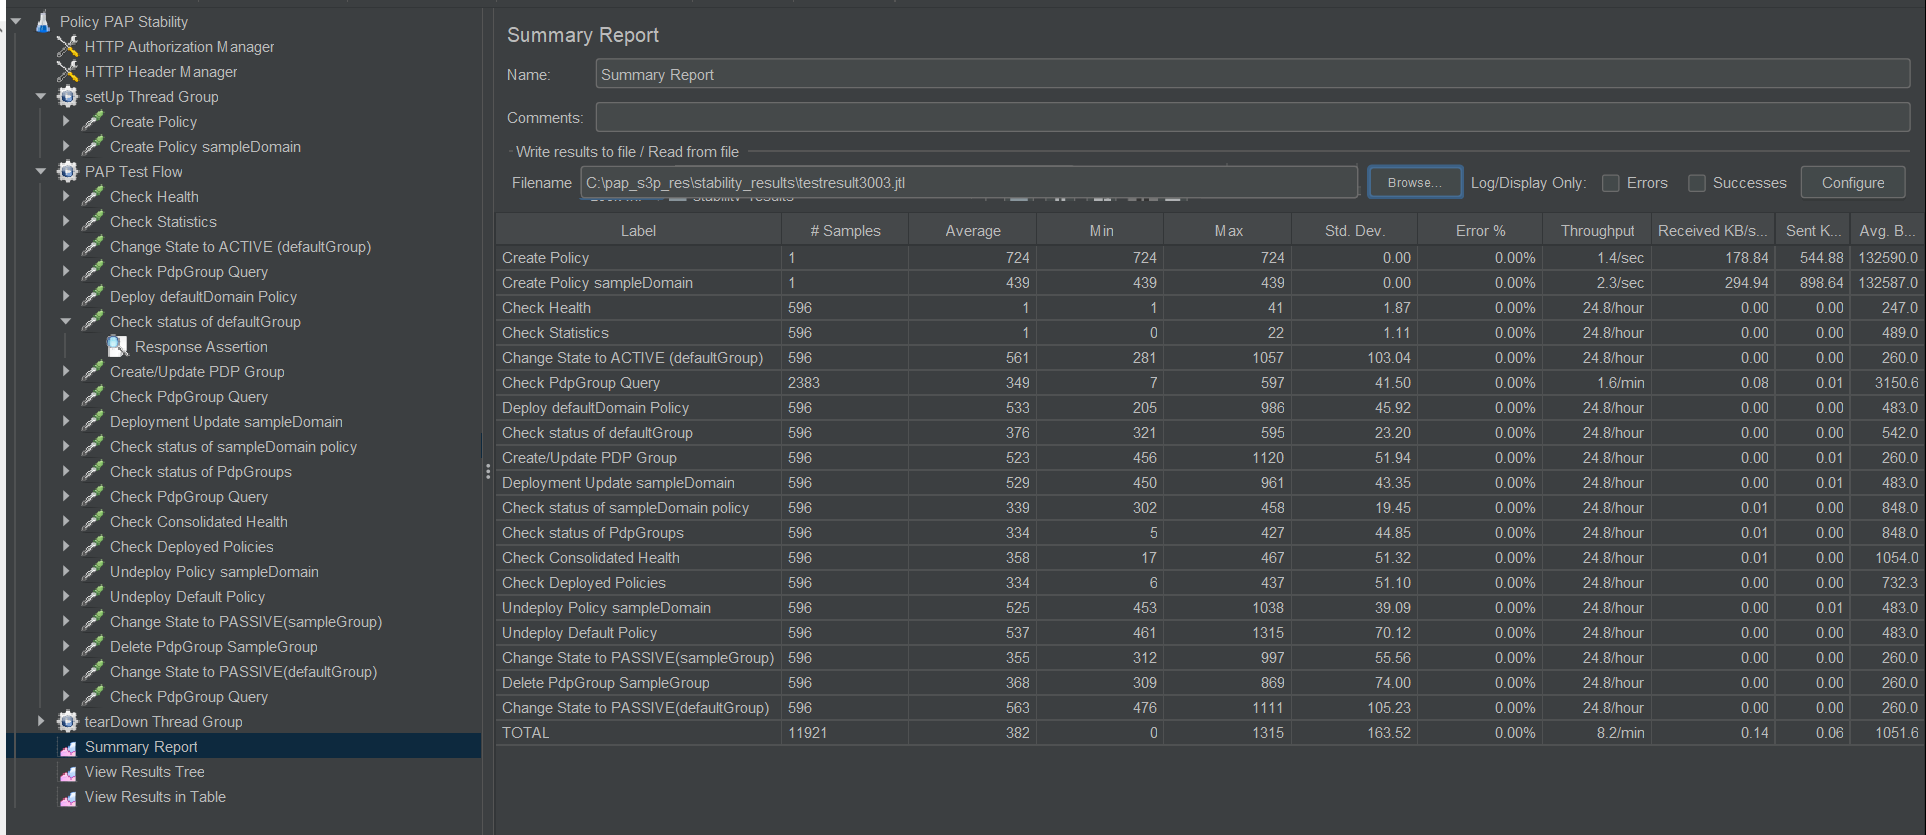 Policy PAP Stability
HTTP Authorization Manager
HTTP Header Manager
setUp Thread Group
Create Policy
Create Policy sampleDomain
PAP Test Flow
Check Health
Check Statistics
Change State to ACTIVE (defaultGroup)
Check PdpGroup Query
Deploy defaultDomain Policy
Check status of defaultGroup
Response Assertion
Create/Update PDP Group
Check PdpGroup Query
Deployment Update sampleDomain
Check status of sampleDomain policy
Check status of PdpGroups
Check PdpGroup Query
Check Consolidated Health
Check Deployed Policies
Undeploy Policy sampleDomain
Undeploy Default Policy
Change State to PASSIVE(sampleGroup)
Delete PdpGroup SampleGroup
Change State to PASSIVE(defaultGroup)
Check PdpGroup Query
tearDown Thread Group
Summary Report
View Results Tree
View Results in Table
Summary Report
Name: Summary Report
Comments:
Write results to file / Read from file
Filename C:\pap_s3p_res\stability_results\testresult3003.jtl Browse... Log/Display Only: Errors Successes Configure
Label # Samples Average Min Max Std. Dev. Error % Throughput Received KB/s... Sent K... Avg. B...
Create Policy 1 724 724 724 0.00 0.00% 1.4/sec 178.84 544.88 132590.0
Create Policy sampleDomain 1 439 439 439 0.00 0.00% 2.3/sec 294.94 898.64 132587.0
Check Health 596 1 1 41 1.87 0.00% 24.8/hour 0.00 0.00 247.0
Check Statistics 596 1 0 22 1.11 0.00% 24.8/hour 0.00 0.00 489.0
Change State to ACTIVE (defaultGroup) 596 561 281 1057 103.04 0.00% 24.8/hour 0.00 0.00 260.0
Check PdpGroup Query 2383 349 7 597 41.50 0.00% 1.6/min 0.08 0.01 3150.6
Deploy defaultDomain Policy 596 533 205 986 45.92 0.00% 24.8/hour 0.00 0.00 483.0
Check status of defaultGroup 596 376 321 595 23.20 0.00% 24.8/hour 0.00 0.00 542.0
Create/Update PDP Group 596 523 456 1120 51.94 0.00% 24.8/hour 0.00 0.01 260.0
Deployment Update sampleDomain 596 529 450 961 43.35 0.00% 24.8/hour 0.00 0.01 483.0
Check status of sampleDomain policy 596 339 302 458 19.45 0.00% 24.8/hour 0.01 0.00 848.0
Check status of PdpGroups 596 334 5 427 44.85 0.00% 24.8/hour 0.01 0.00 848.0
Check Consolidated Health 596 358 17 467 51.32 0.00% 24.8/hour 0.01 0.00 1054.0
Check Deployed Policies 596 334 6 437 51.10 0.00% 24.8/hour 0.00 0.00 732.3
Undeploy Policy sampleDomain 596 525 453 1038 39.09 0.00% 24.8/hour 0.00 0.01 483.0
Undeploy Default Policy 596 537 461 1315 70.12 0.00% 24.8/hour 0.00 0.00 483.0
Change State to PASSIVE(sampleGroup) 596 355 312 997 55.56 0.00% 24.8/hour 0.00 0.00 260.0
Delete PdpGroup SampleGroup 596 368 309 869 74.00 0.00% 24.8/hour 0.00 0.00 260.0
Change State to PASSIVE(defaultGroup) 596 563 476 1111 105.23 0.00% 24.8/hour 0.00 0.00 260.0
TOTAL 11921 382 0 1315 163.52 0.00% 8.2/min 0.14 0.06 1051.6